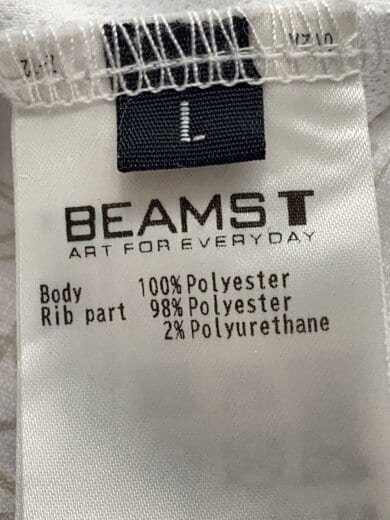 L
BEAMS T
ART FOR EVERYDAY
Body 100% Polyester
Rib part 98% Polyester
2% Polyurethane